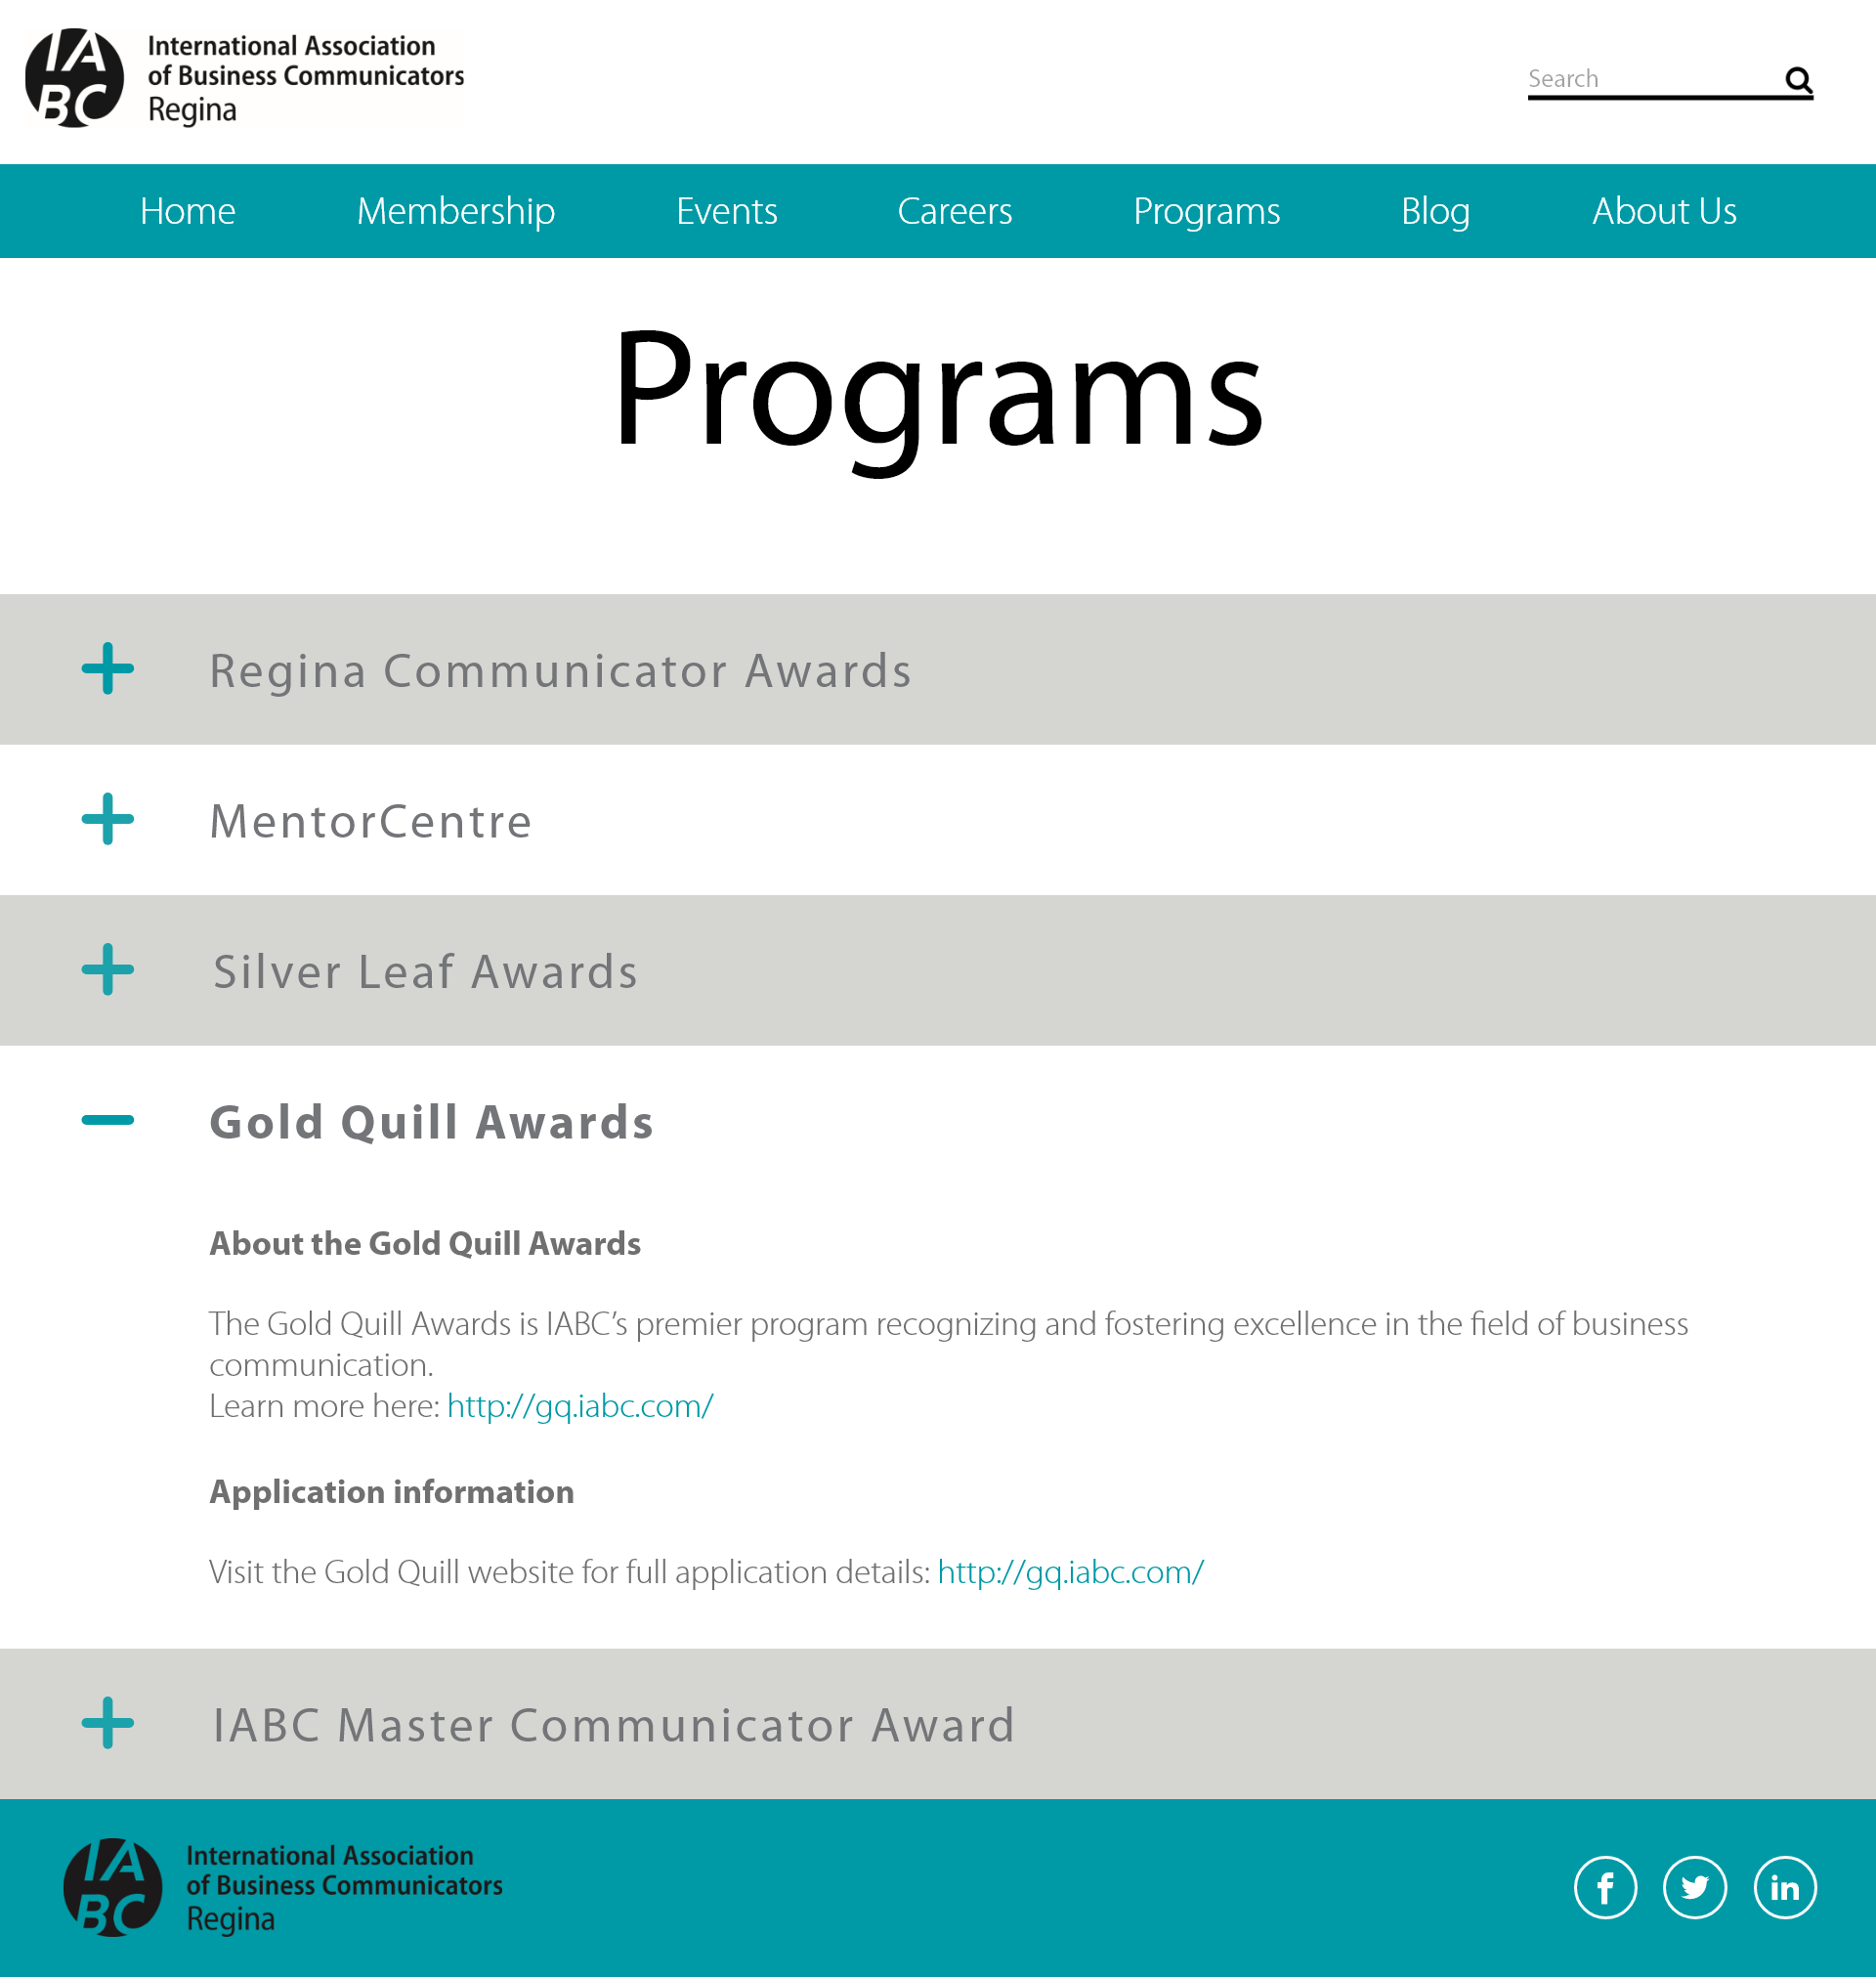 IABC
International Association
of Business Communicators
Regina
Search
Home Membership Events Careers Programs Blog About Us
Programs
Regina Communicator Awards
MentorCentre
Silver Leaf Awards
Gold Quill Awards
About the Gold Quill Awards
The Gold Quill Awards is IABC’s premier program recognizing and fostering excellence in the field of business
communication.
Learn more here: http://gq.iabc.com/
Application information
Visit the Gold Quill website for full application details: http://gq.iabc.com/
IABC Master Communicator Award
IABC
International Association
of Business Communicators
Regina
f in